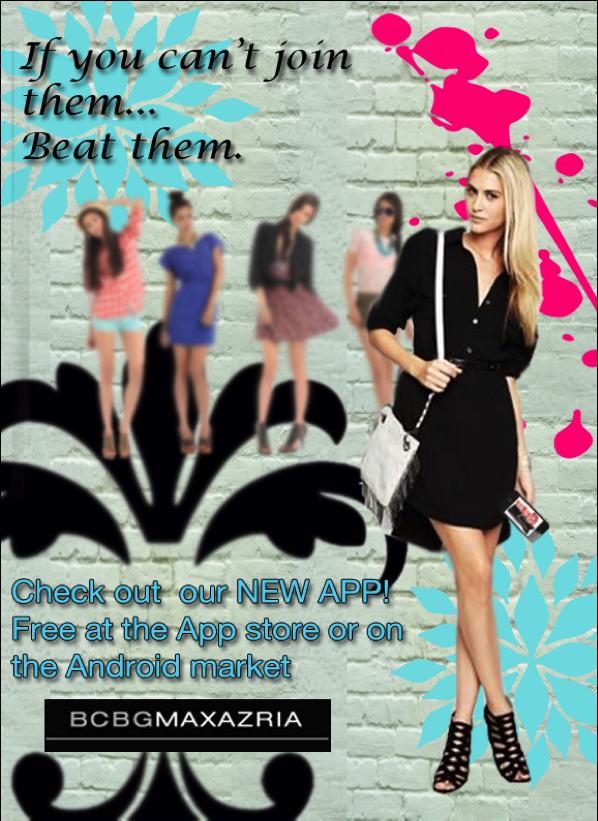 If you can't join
them...
Beat them.
Check out  our NEW APP!
Free at the App store or on
the Android market
BCBGMAXAZRIA